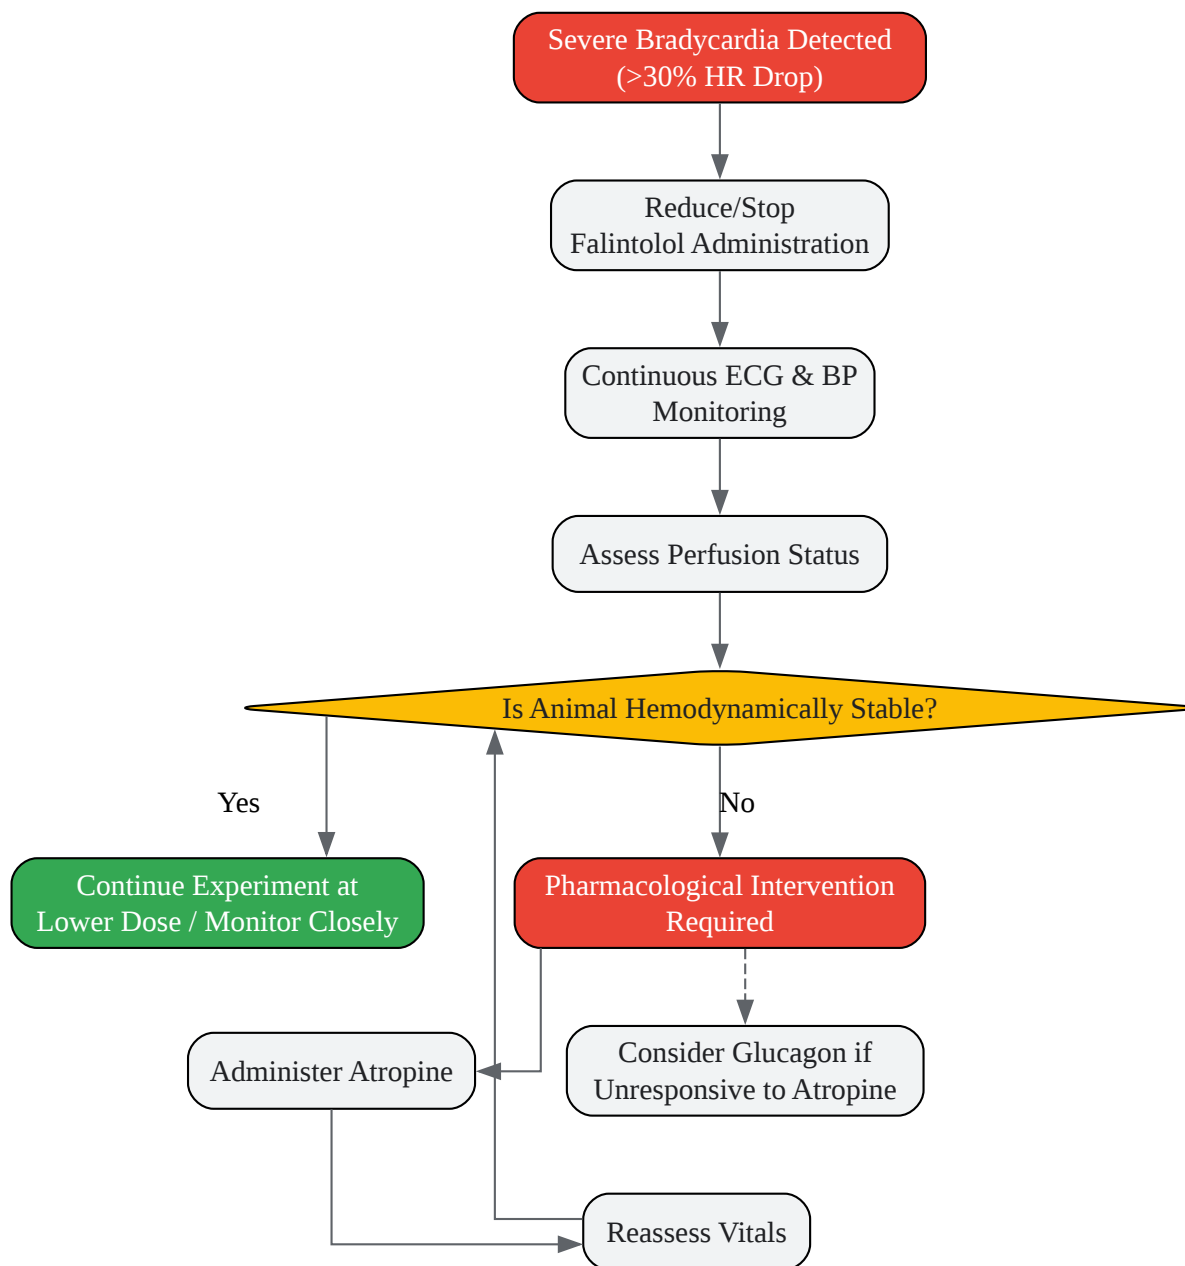 Severe Bradycardia Detected
(>30% HR Drop)
Reduce/Stop
Falintolol Administration
Continuous ECG & BP
Monitoring
Assess Perfusion Status
Is Animal Hemodynamically Stable?
Yes
No
Continue Experiment at
Lower Dose / Monitor Closely
Pharmacological Intervention
Required
Administer Atropine
Consider Glucagon if
Unresponsive to Atropine
Reassess Vitals